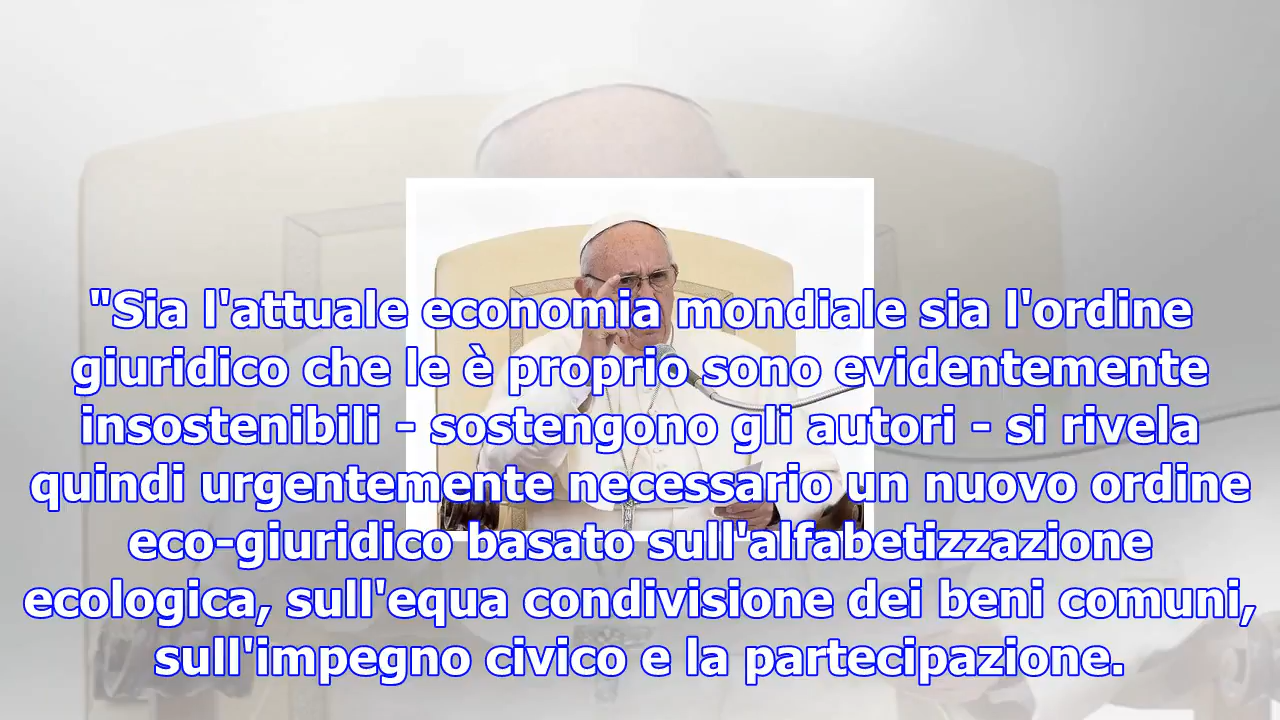 "Sia l'attuale economia mondiale sia l'ordine
giuridico che le è proprio sono evidentemente
insostenibili - sostengono gli autori - si rivela
quindi urgentemente necessario un nuovo ordine
eco-giuridico basato sull'alfabetizzazione
ecologica, sull'equa condivisione dei beni comuni,
sull'impegno civico e la partecipazione.